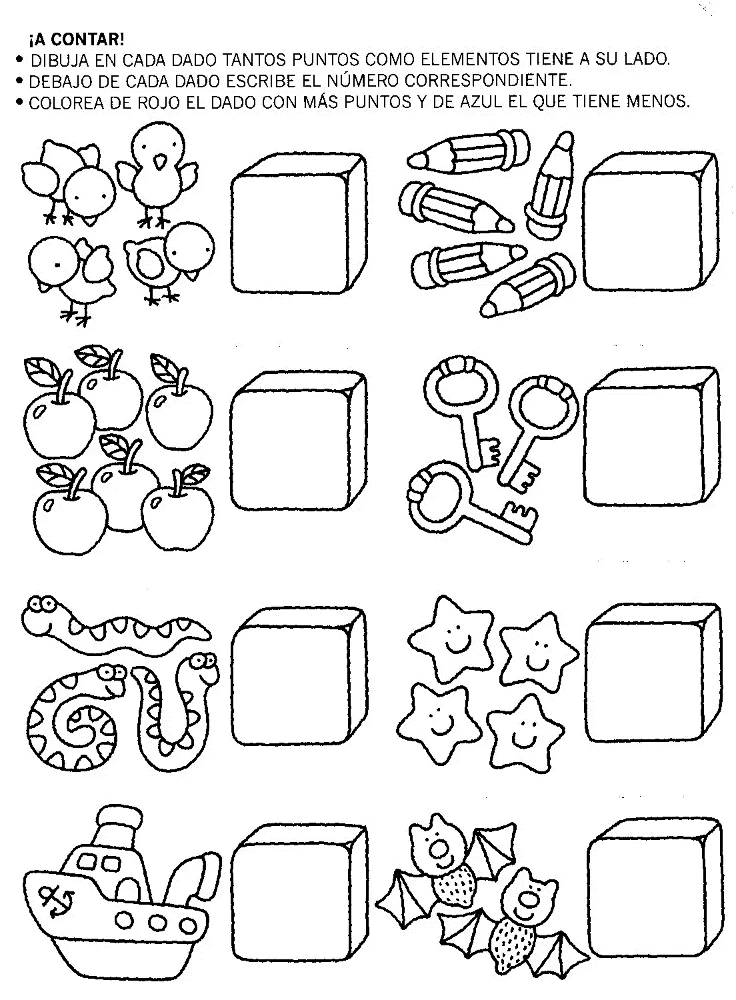 ¡A CONTAR!
• DIBUJA EN CADA DADO TANTOS PUNTOS COMO ELEMENTOS TIENE A SU LADO.
• DEBAJO DE CADA DADO ESCRIBE EL NÚMERO CORRESPONDIENTE.
• COLOREA DE ROJO EL DADO CON MÁS PUNTOS Y DE AZUL EL QUE TIENE MENOS.